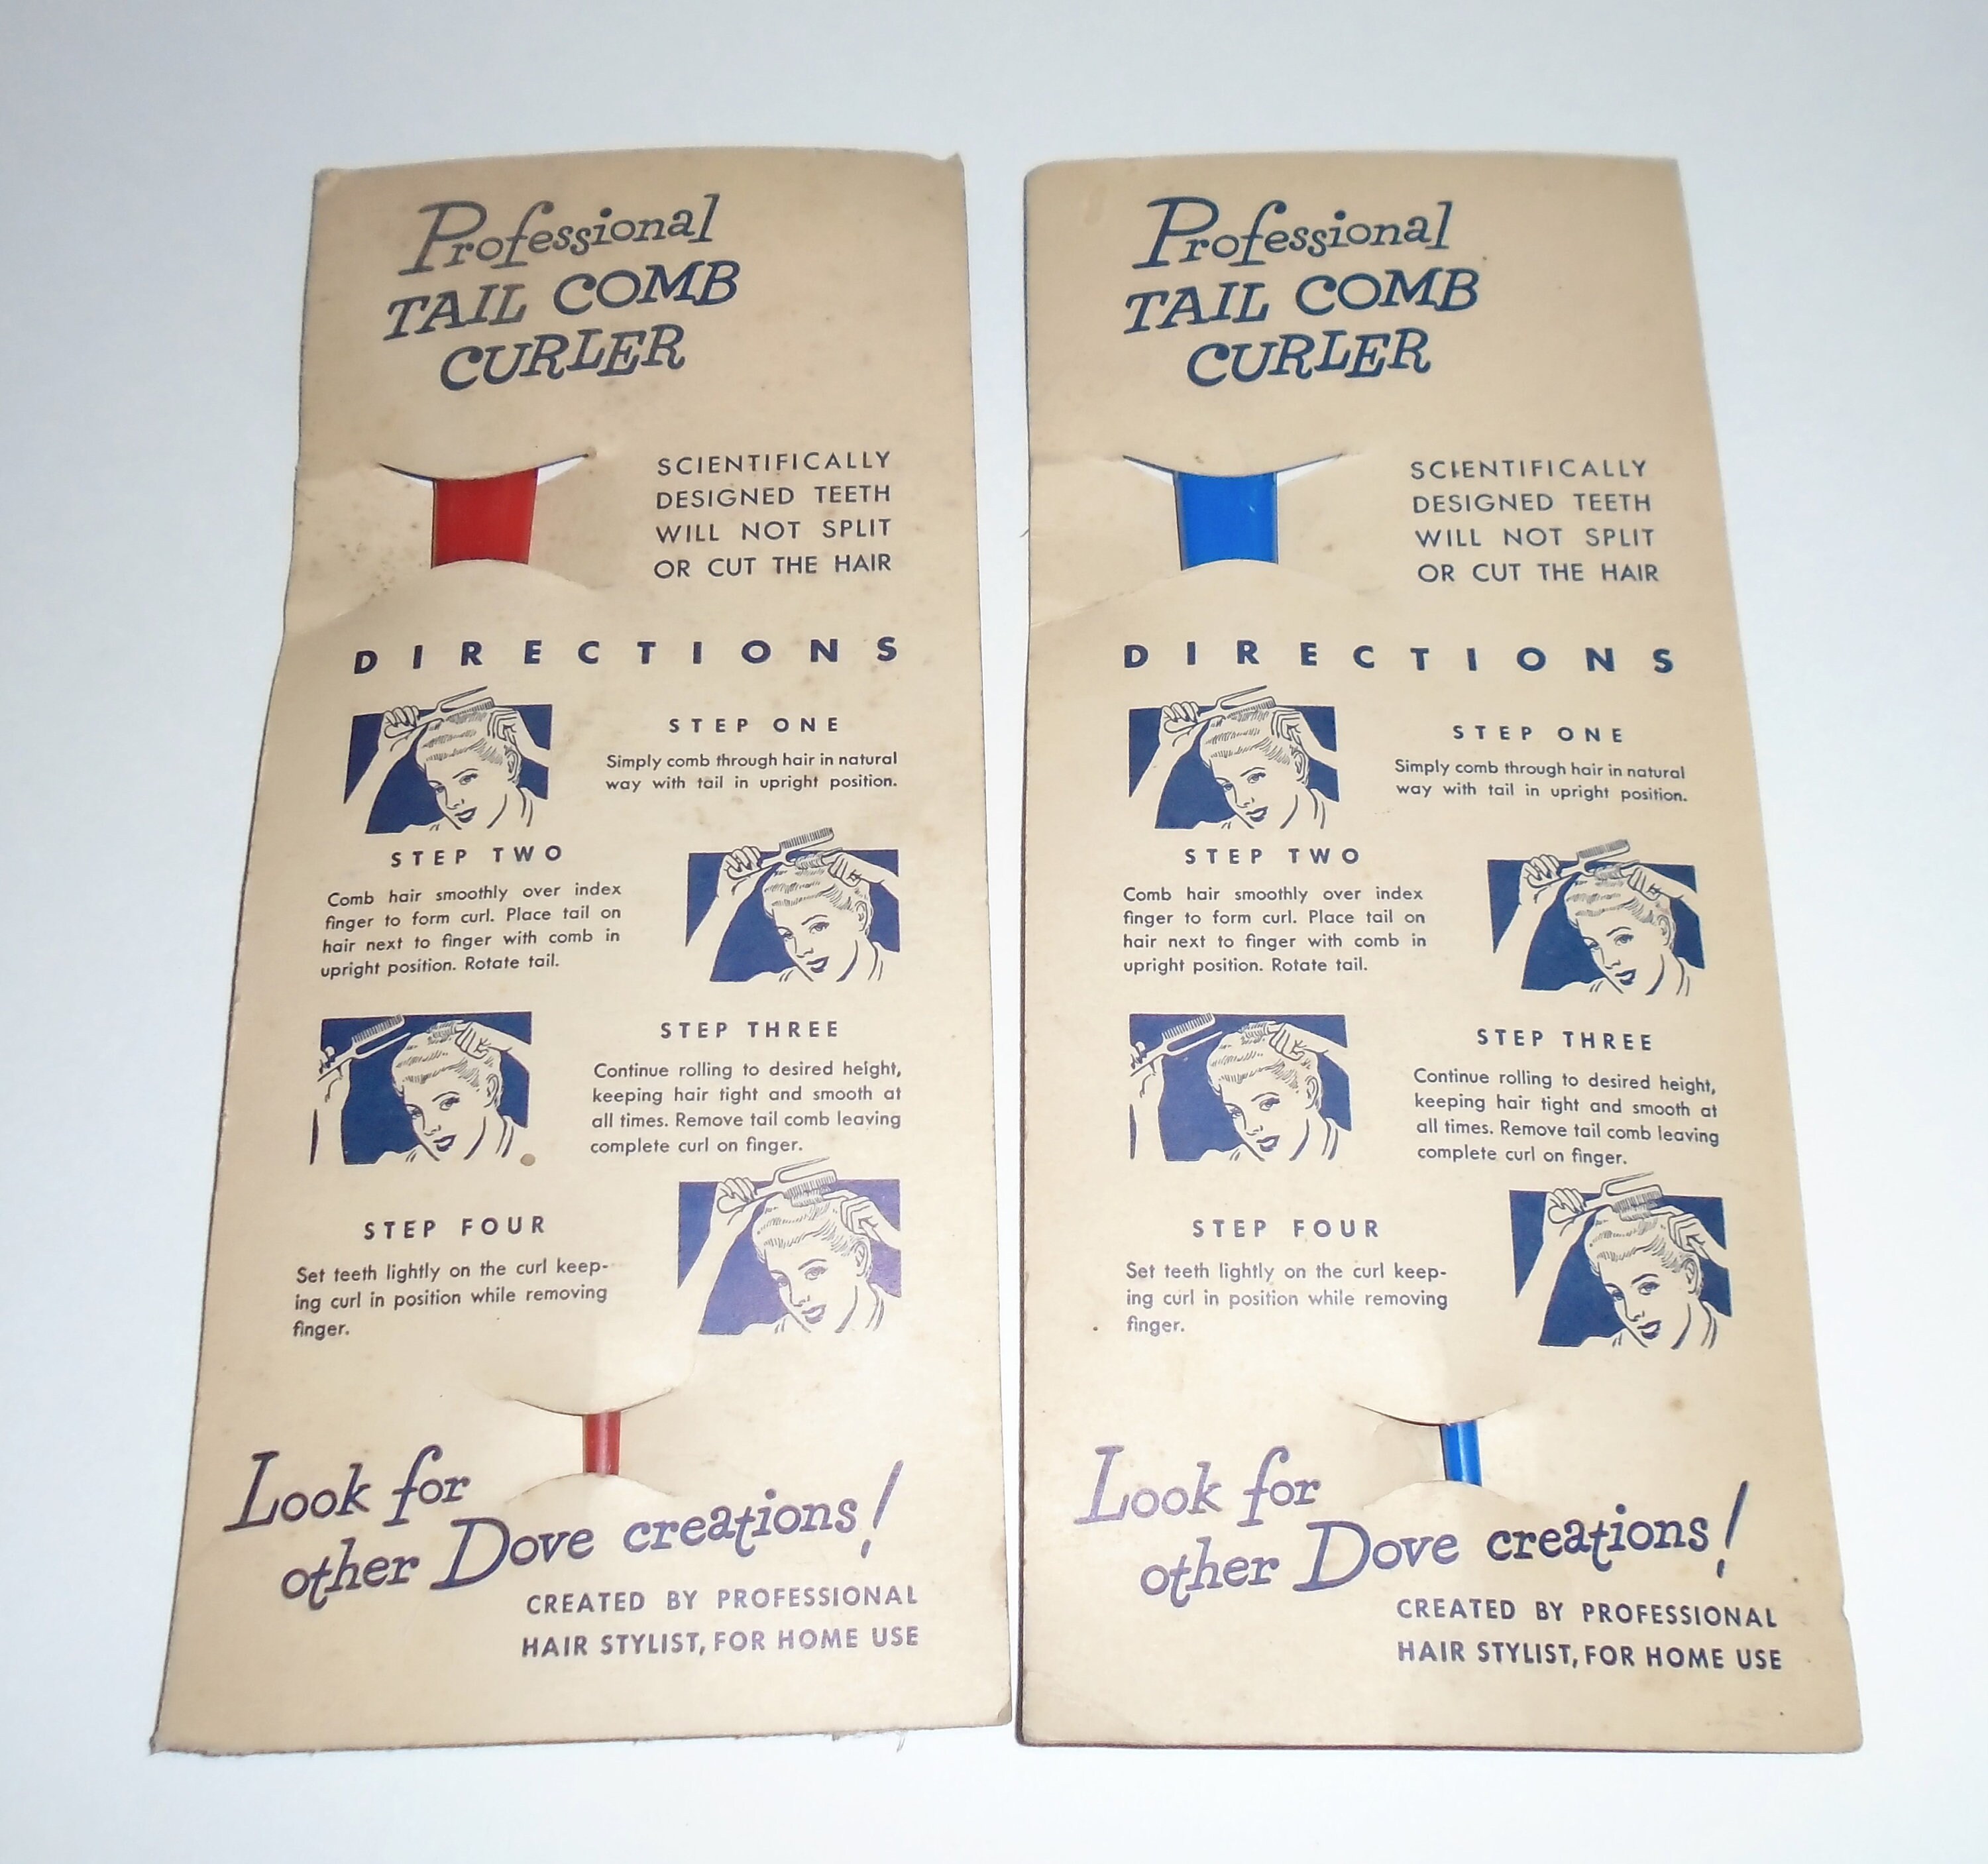 Professional
TAIL COMB
CURLER
SCIENTIFICALLY
DESIGNED TEETH
WILL NOT SPLIT
OR CUT THE HAIR
DIRECTIONS
STEP ONE
Simply comb through hair in natural
way with tail in upright position.
STEP TWO
Comb hair smoothly over index
finger to form curl. Place tail on
hair next to finger with comb in
upright position. Rotate tail.
STEP THREE
Continue rolling to desired height,
keeping hair tight and smooth at
all times. Remove tail comb leaving
complete curl on finger.
STEP FOUR
Set teeth lightly on the curl keep-
ing curl in position while removing
finger.
Look for
other Dove creations!
CREATED BY PROFESSIONAL
HAIR STYLIST, FOR HOME USE
Professional
TAIL COMB
CURLER
SCIENTIFICALLY
DESIGNED TEETH
WILL NOT SPLIT
OR CUT THE HAIR
DIRECTIONS
STEP ONE
Simply comb through hair in natural
way with tail in upright position.
STEP TWO
Comb hair smoothly over index
finger to form curl. Place tail on
hair next to finger with comb in
upright position. Rotate tail.
STEP THREE
Continue rolling to desired height,
keeping hair tight and smooth at
all times. Remove tail comb leaving
complete curl on finger.
STEP FOUR
Set teeth lightly on the curl keep-
ing curl in position while removing
finger.
Look for
other Dove creations!
CREATED BY PROFESSIONAL
HAIR STYLIST, FOR HOME USE